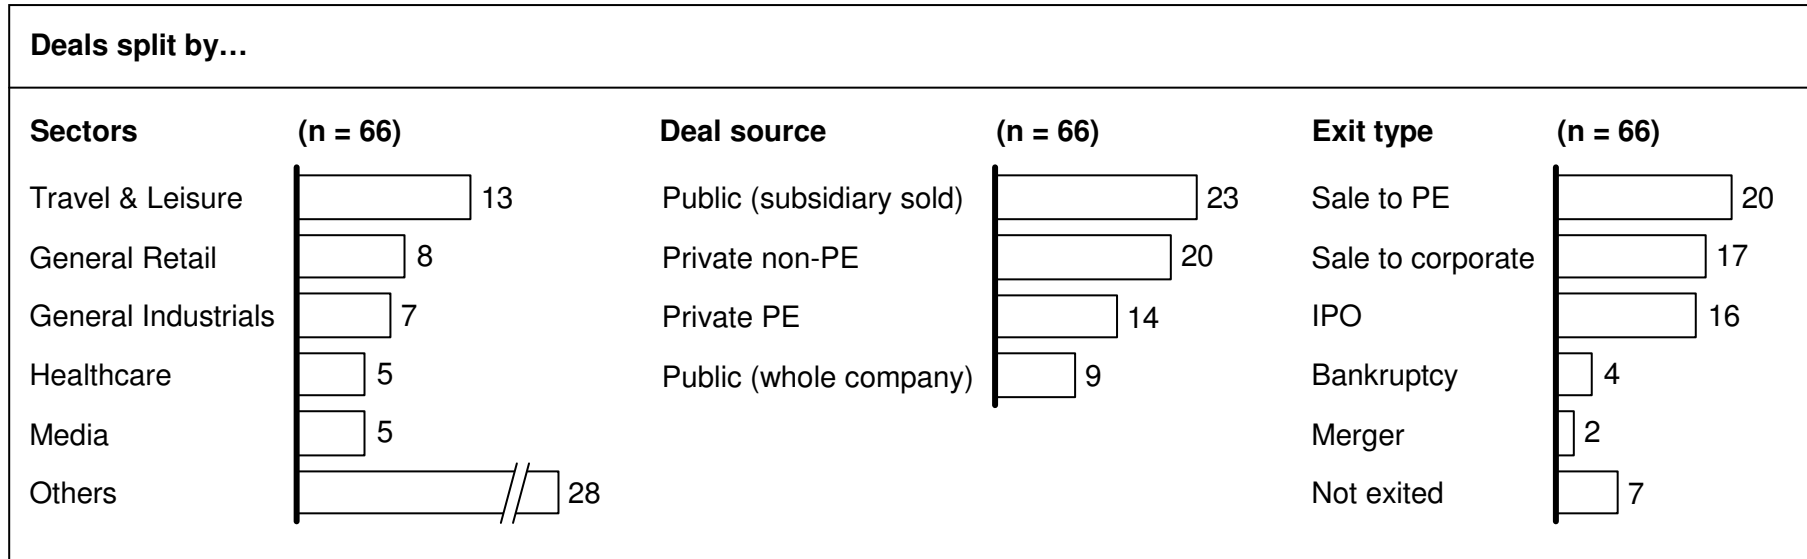 Deals split by…
Sectors (n = 66)
Travel & Leisure 13
General Retail 8
General Industrials 7
Healthcare 5
Media 5
Others 28
Deal source (n = 66)
Public (subsidiary sold) 23
Private non-PE 20
Private PE 14
Public (whole company) 9
Exit type (n = 66)
Sale to PE 20
Sale to corporate 17
IPO 16
Bankruptcy 4
Merger 2
Not exited 7